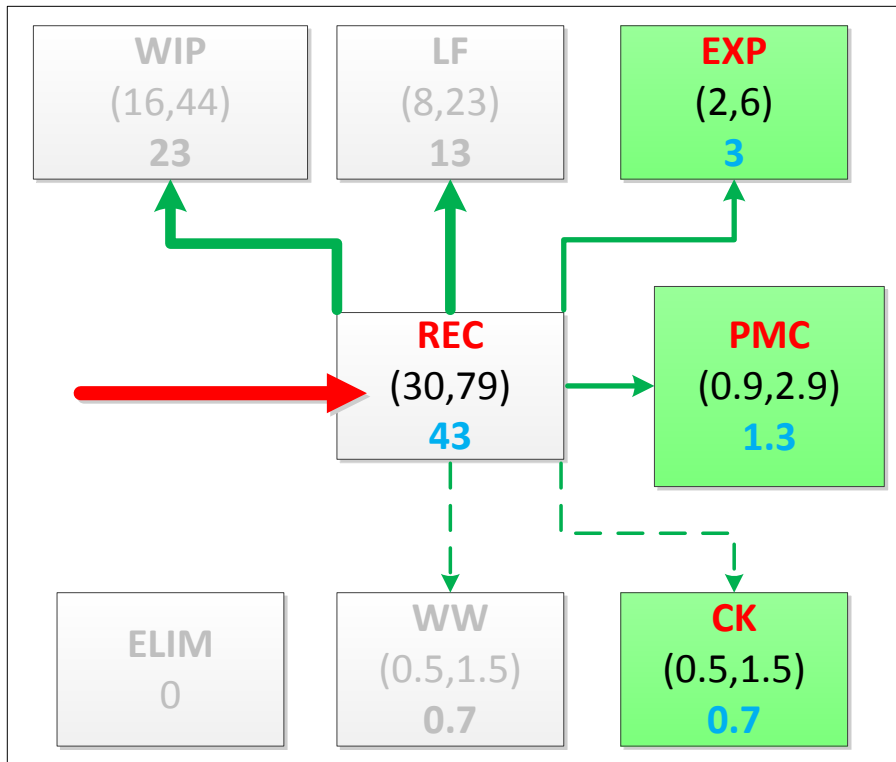 WIP
(16,44)
23
LF
(8,23)
13
EXP
(2,6)
3
REC
(30,79)
43
PMC
(0.9,2.9)
1.3
ELIM
0
WW
(0.5,1.5)
0.7
CK
(0.5,1.5)
0.7